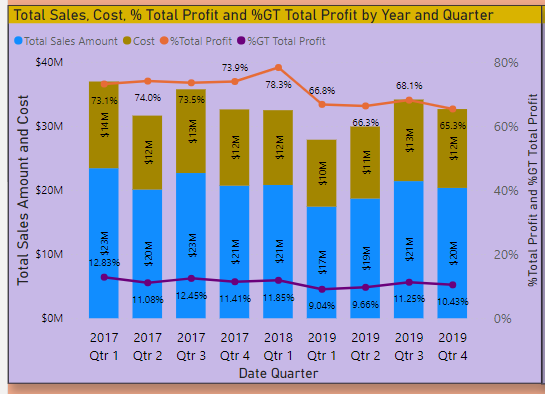 Total Sales, Cost, % Total Profit and %GT Total Profit by Year and Quarter
Total Sales Amount Cost %Total Profit %GT Total Profit
Total Sales Amount and Cost
$40M
$30M
$20M
$10M
$0M
73.1% 74.0% 73.5% 73.9% 78.3% 66.8% 66.3% 68.1% 65.3%
$14M $12M $13M $12M $12M $10M $11M $13M $12M
$23M $20M $23M $21M $21M $17M $19M $21M $20M
12.83% 11.08% 12.45% 11.41% 11.85% 9.04% 9.66% 11.25% 10.43%
80%
60%
40%
20%
0%
%Total Profit and %GT Total Profit
2017 2017 2017 2017 2018 2019 2019 2019 2019
Qtr 1 Qtr 2 Qtr 3 Qtr 4 Qtr 1 Qtr 1 Qtr 2 Qtr 3 Qtr 4
Date Quarter